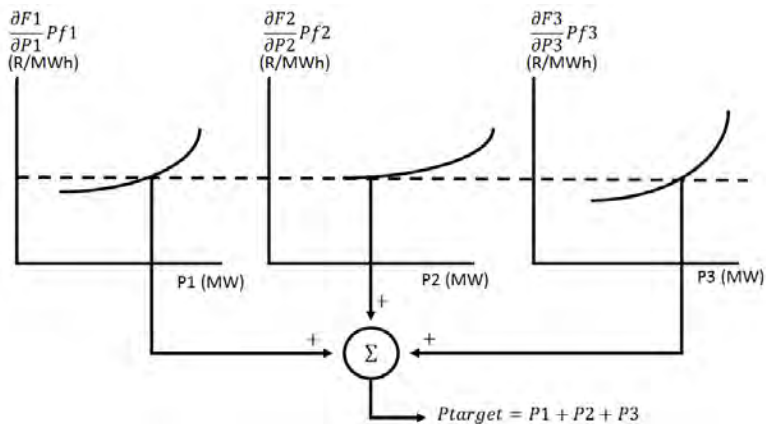 ∂F1/∂P1 Pf1
(R/MWh)
∂F2/∂P2 Pf2
(R/MWh)
∂F3/∂P3 Pf3
(R/MWh)
P1 (MW)
P2 (MW)
P3 (MW)
+
+
+
Σ
Ptarget = P1 + P2 + P3